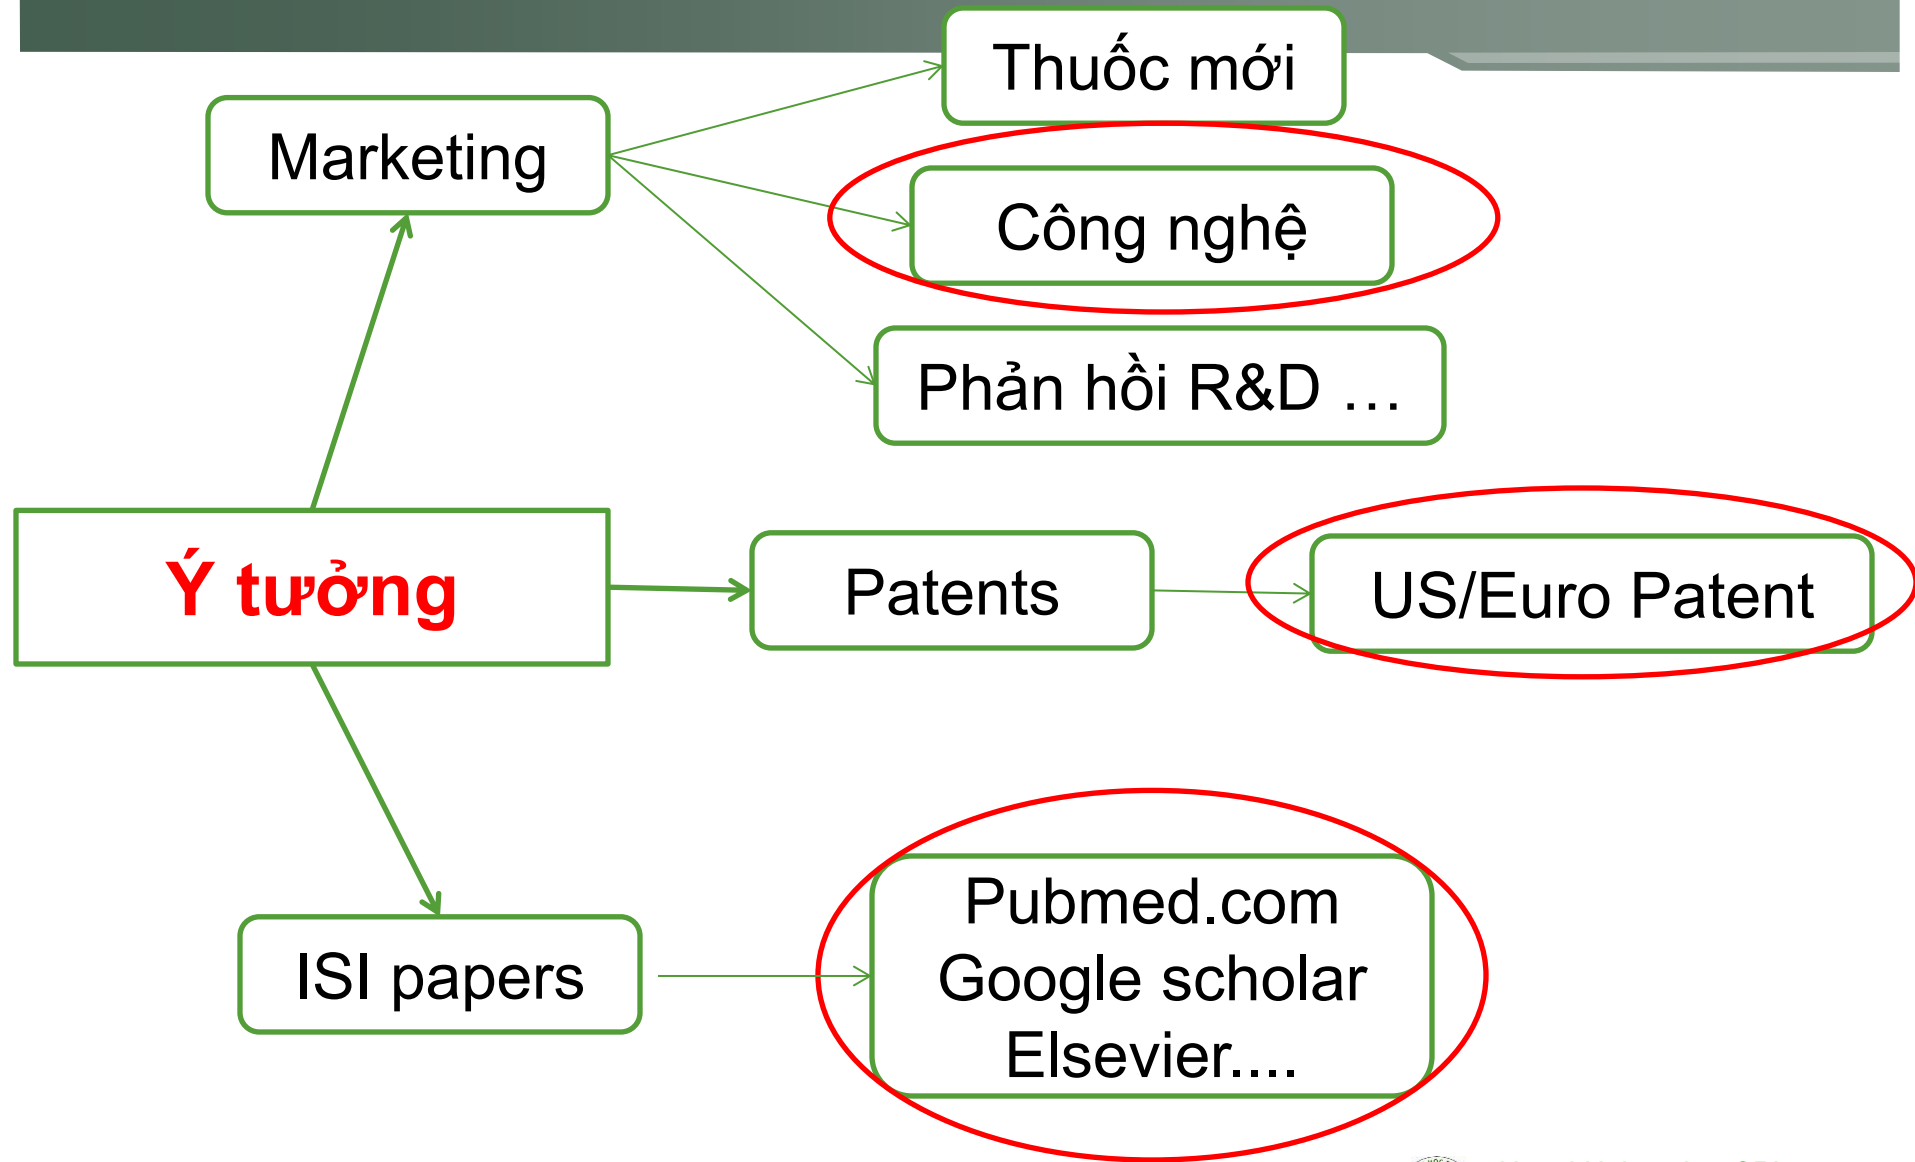 Thuốc mới
Marketing
Công nghệ
Phản hồi R&D …
Ý tưởng
Patents
US/Euro Patent
ISI papers
Pubmed.com
Google scholar
Elsevier....